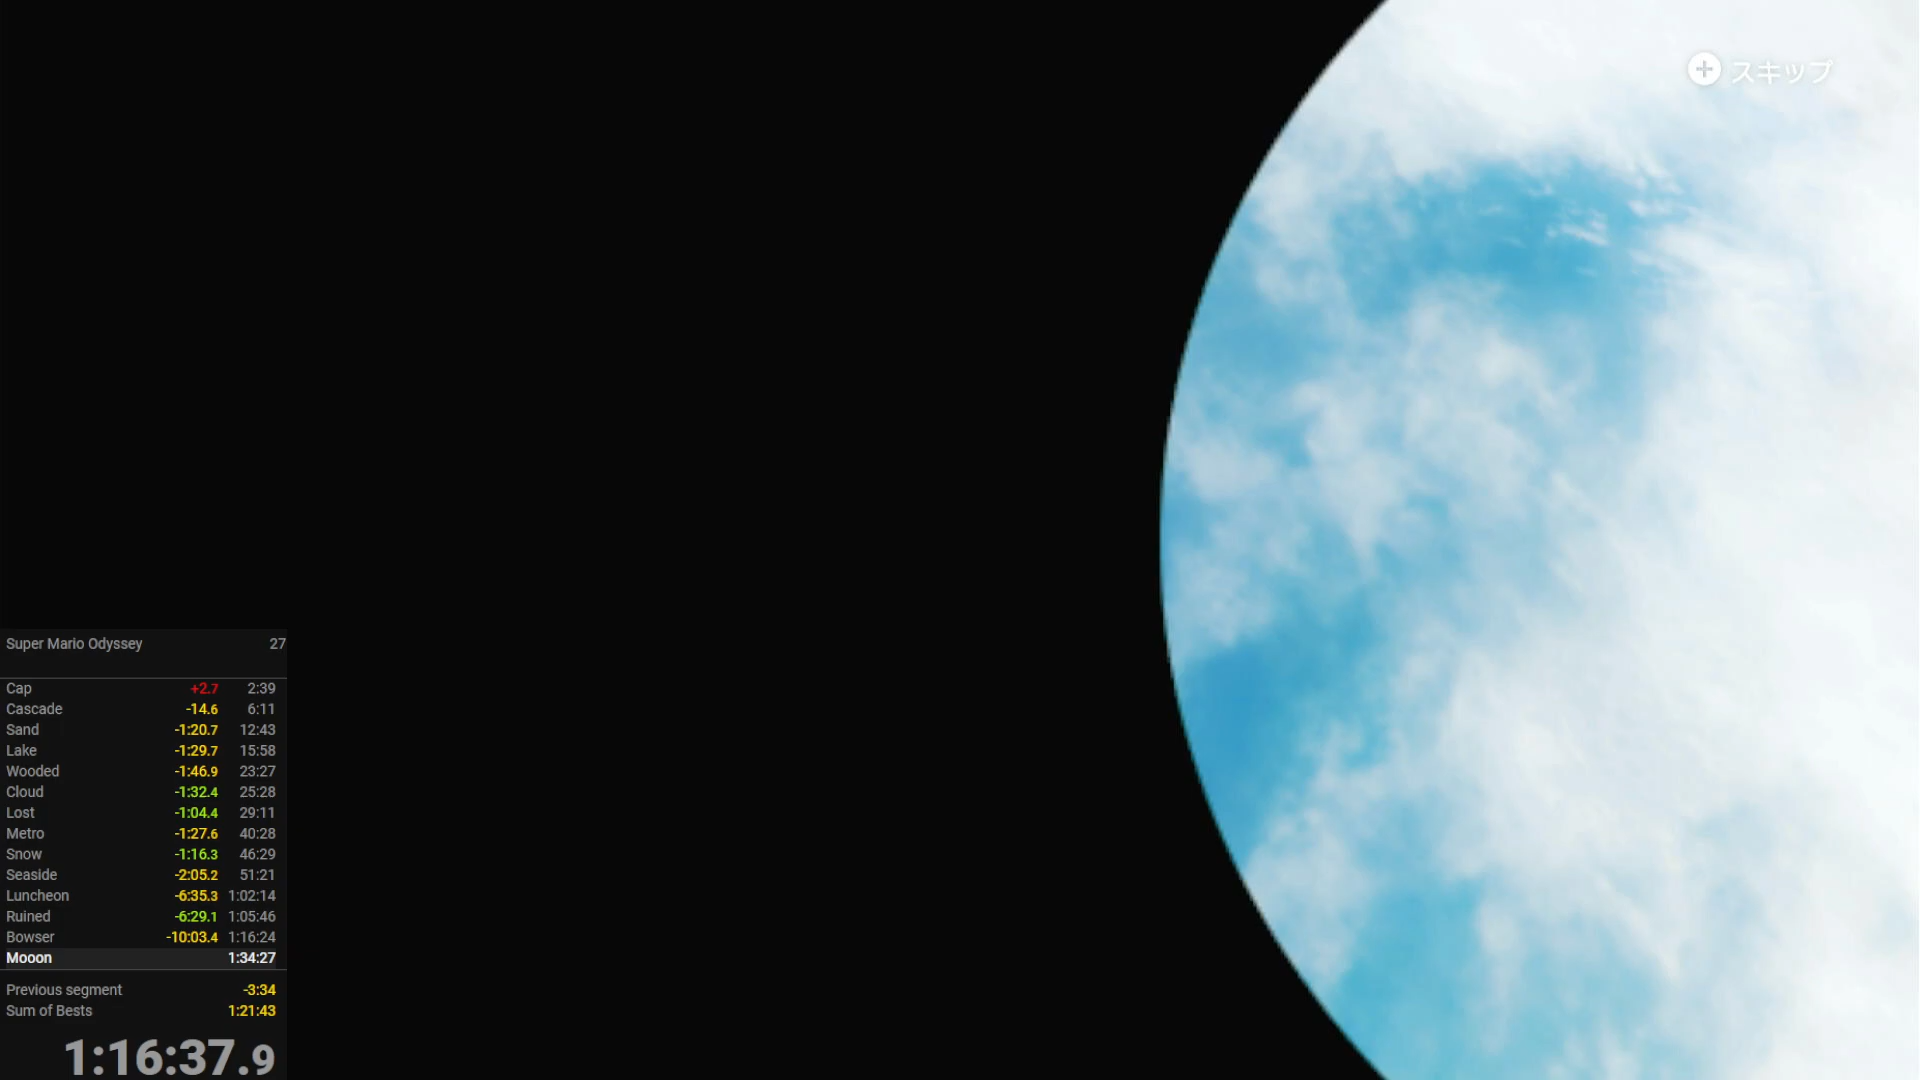 スキップ
Super Mario Odyssey 27
Cap +2.7 2:39
Cascade -14.6 6:11
Sand -1:20.7 12:43
Lake -1:29.7 15:58
Wooded -1:46.9 23:27
Cloud -1:32.4 25:28
Lost -1:04.4 29:11
Metro -1:27.6 40:28
Snow -1:16.3 46:29
Seaside -2:05.2 51:21
Luncheon -6:35.3 1:02:14
Ruined -6:29.1 1:05:46
Bowser -10:03.4 1:16:24
Mooon 1:34:27
Previous segment -3:34
Sum of Bests 1:21:43
1:16:37.9